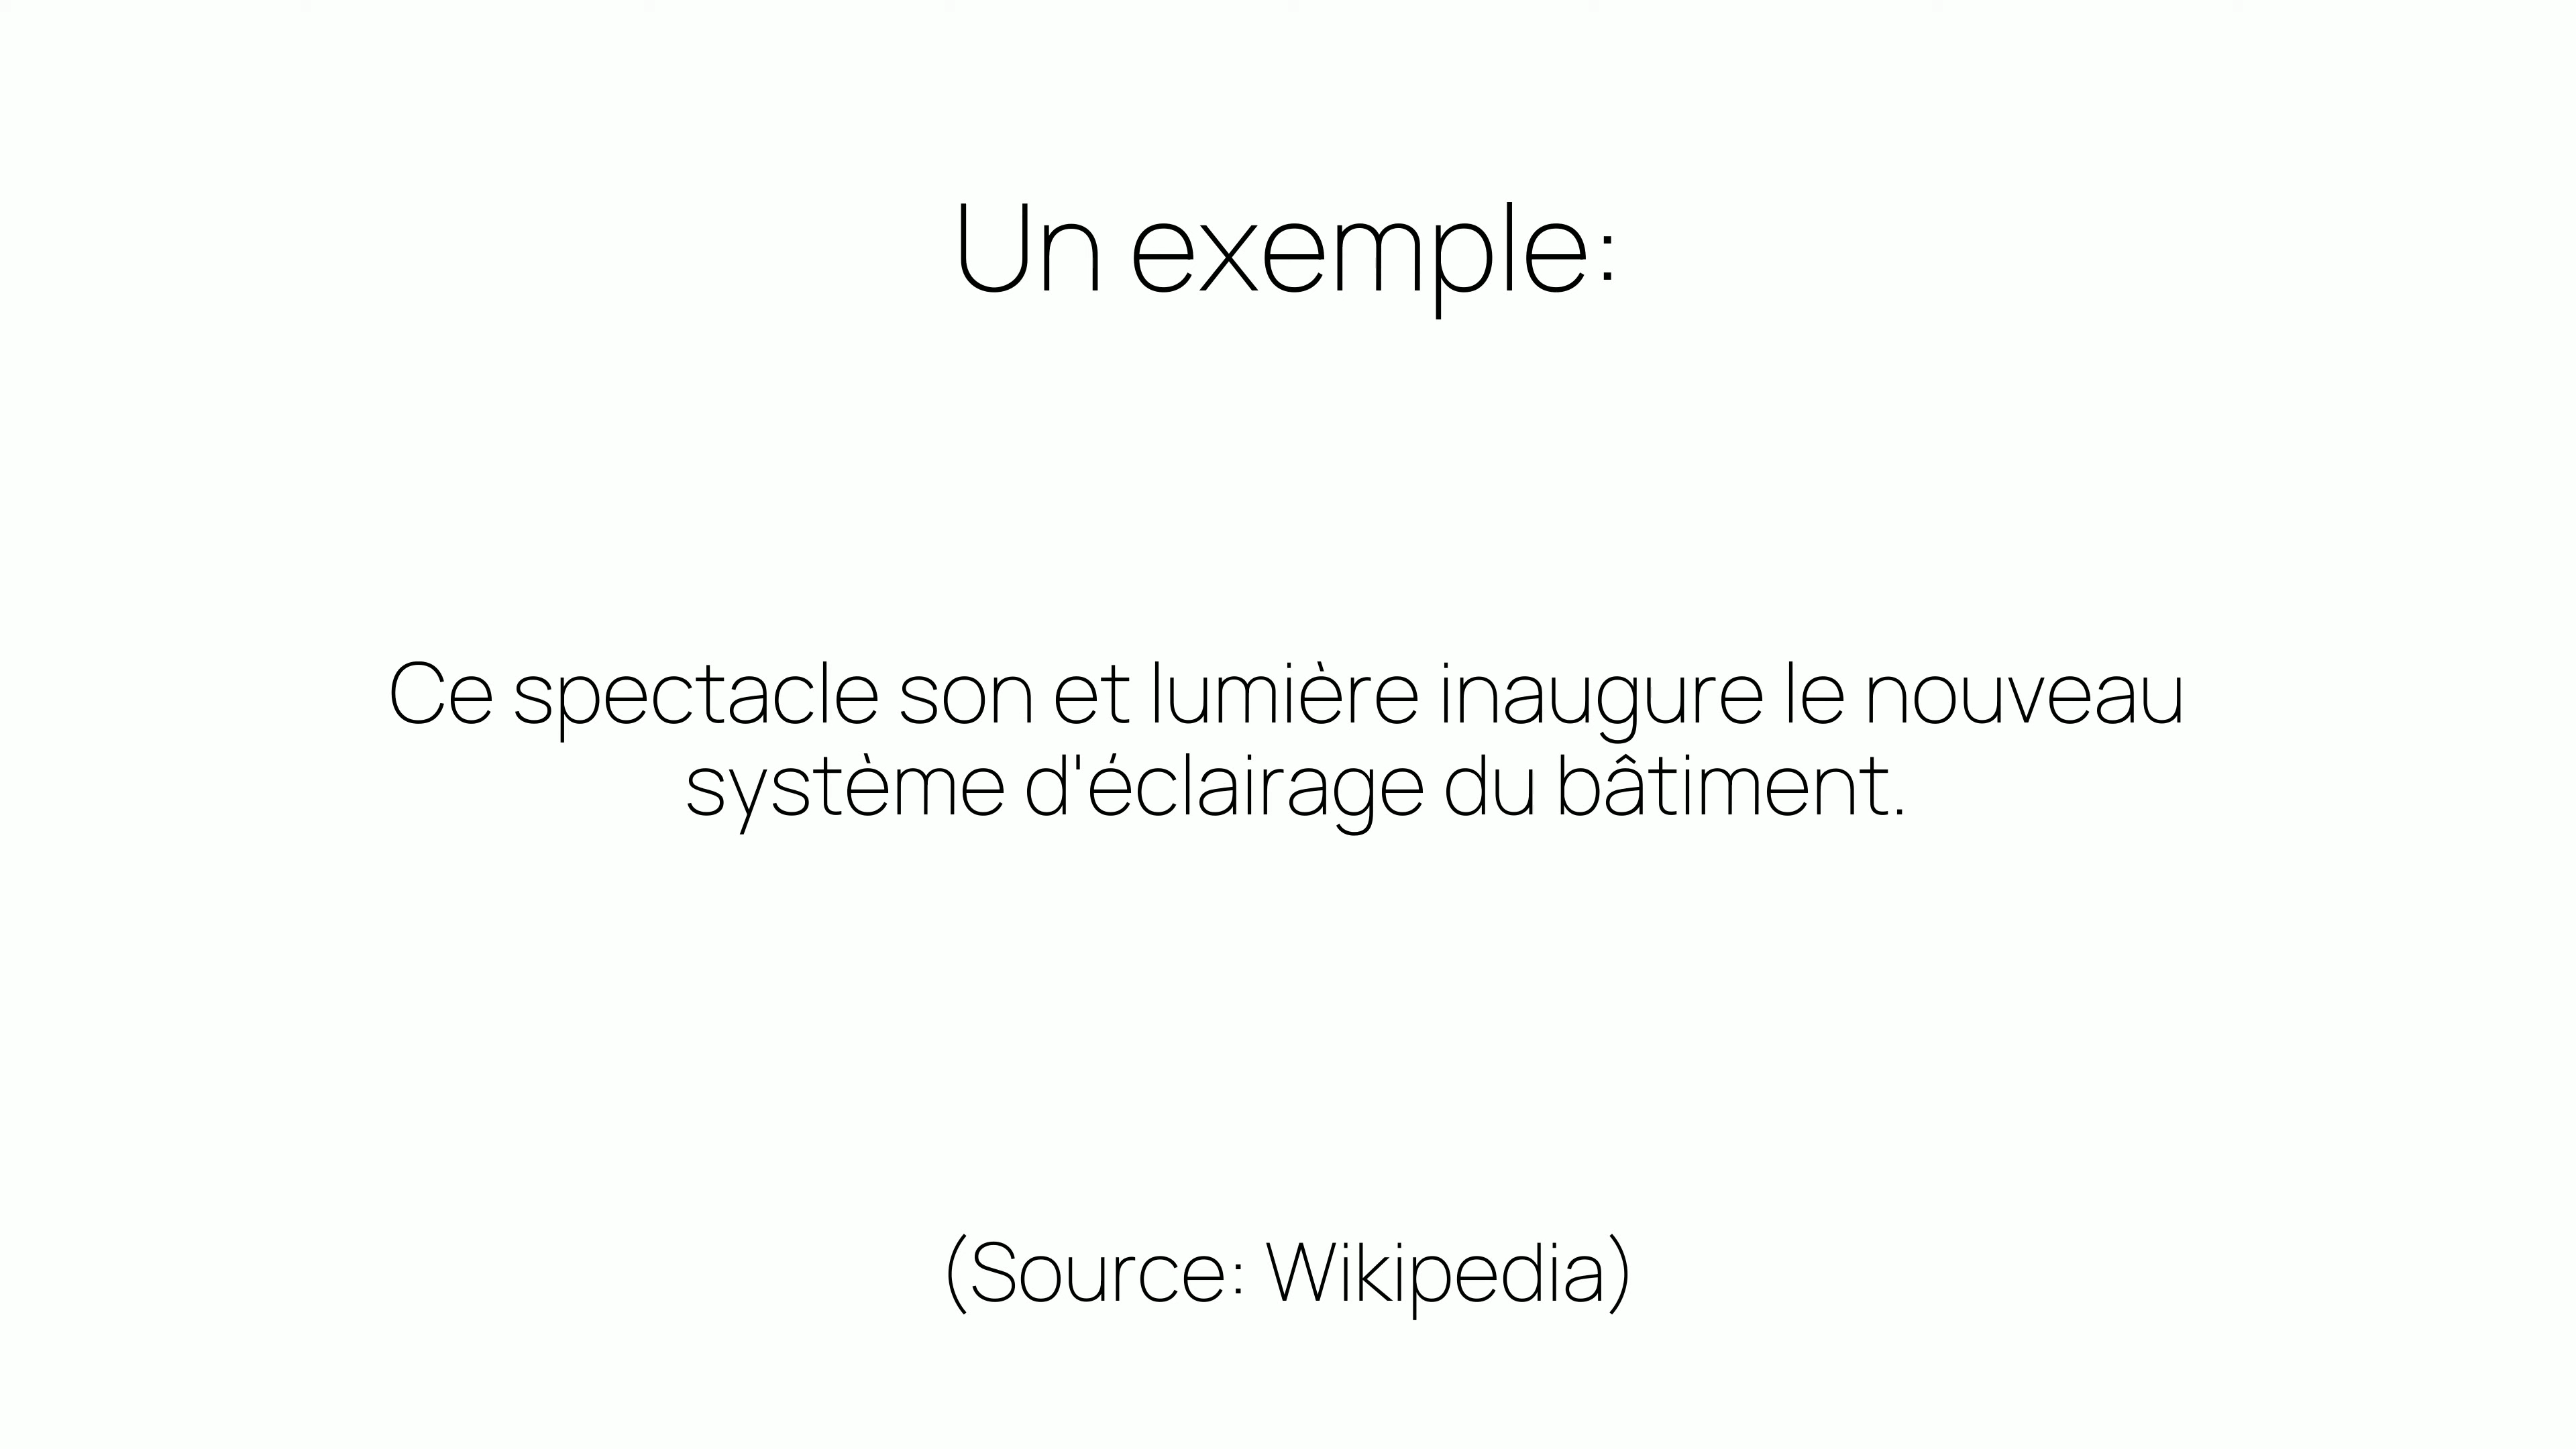 Un exemple:
Ce spectacle son et lumière inaugure le nouveau
système d'éclairage du bâtiment.
(Source: Wikipedia)